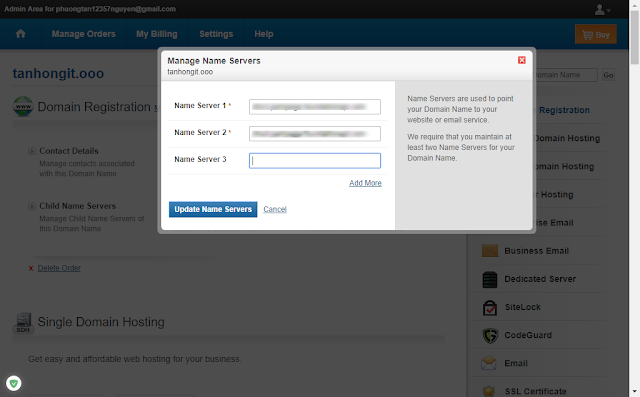 Admin Area for phuongtan12357nguyen@gmail.com
Manage Orders
My Billing
Settings
Help
Buy
Manage Name Servers
tanhongit.ooo
tanhongit.ooo
Domain Name
Go
Name Server 1 *
Name Servers are used to point
your Domain Name to your
website or email service.
Domain Registration
Registration
Name Server 2 *
We require that you maintain at
least two Name Servers for your
Domain Name.
Domain Hosting
Contact Details
Manage contacts associated
with this Domain Name
Name Server 3
omain Hosting
Add More
r Hosting
Child Name Servers
Manage Child Name Servers of
this Domain Name
Update Name Servers
Cancel
ise Email
Business Email
x Delete Order
Dedicated Server
SiteLock
SDH
Single Domain Hosting
CodeGuard
Get easy and affordable web hosting for your business.
Email
SSL Certificate